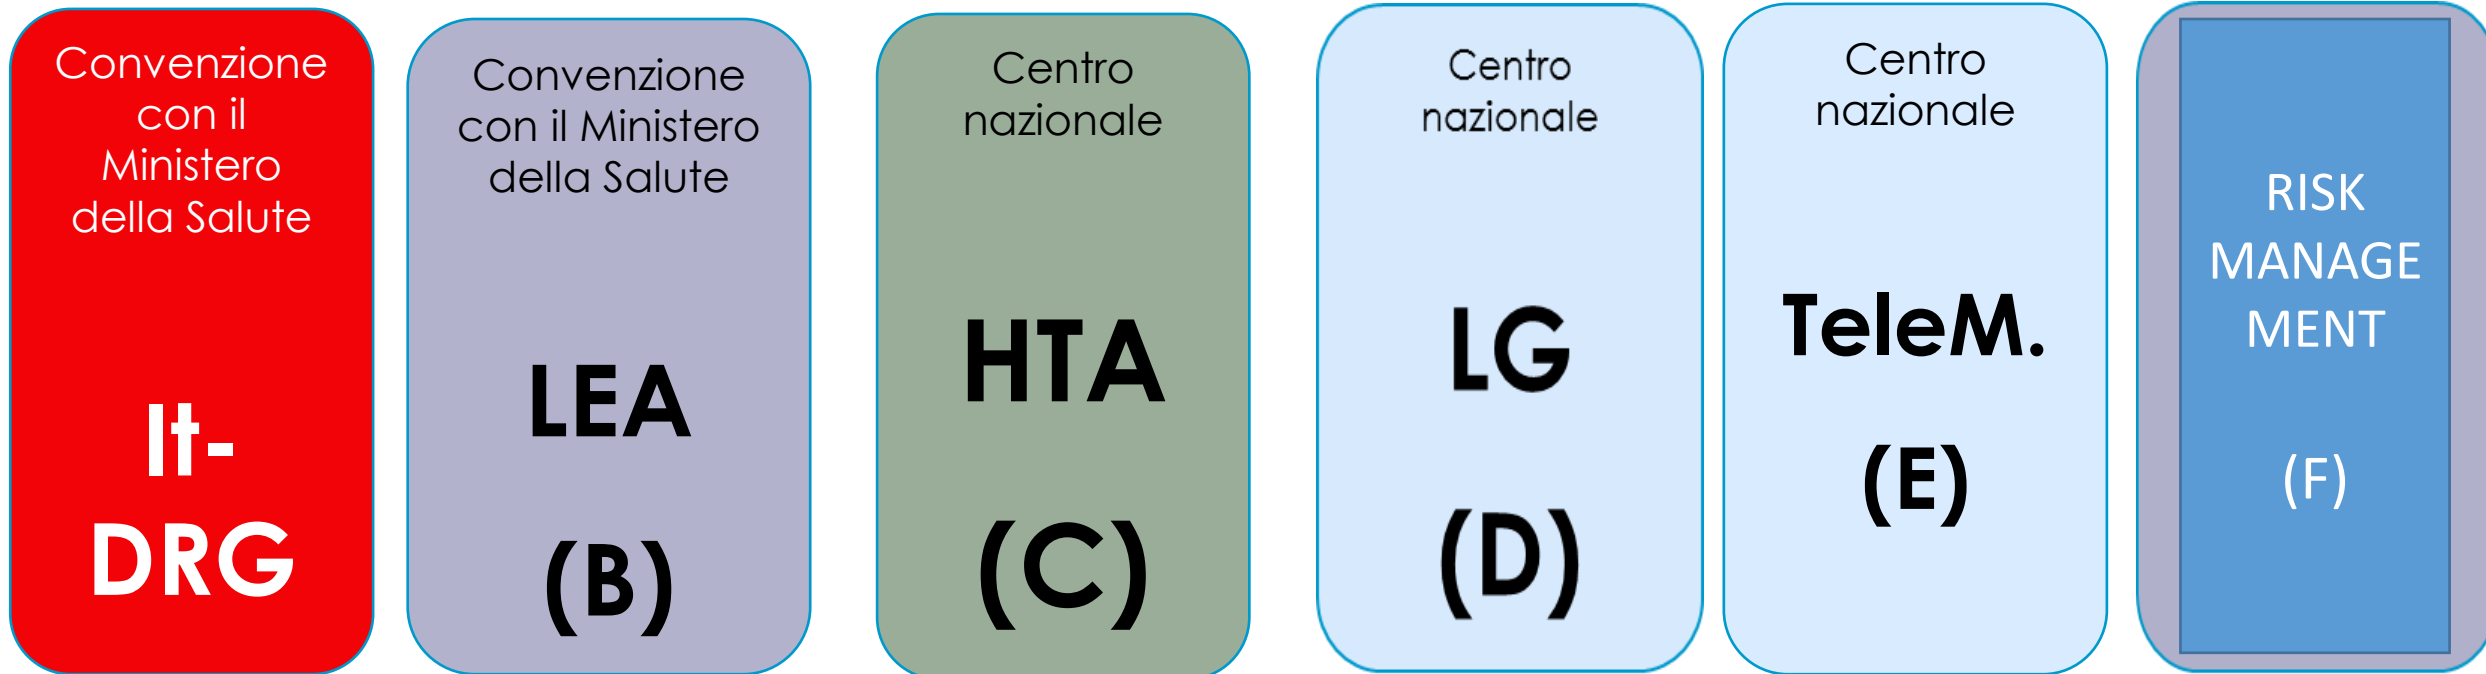 Convenzione
con il
Ministero
della Salute
It-
DRG
Convenzione
con il Ministero
della Salute
LEA
(B)
Centro
nazionale
HTA
(C)
Centro
nazionale
LG
(D)
Centro
nazionale
TeleM.
(E)
RISK
MANAGE
MENT
(F)